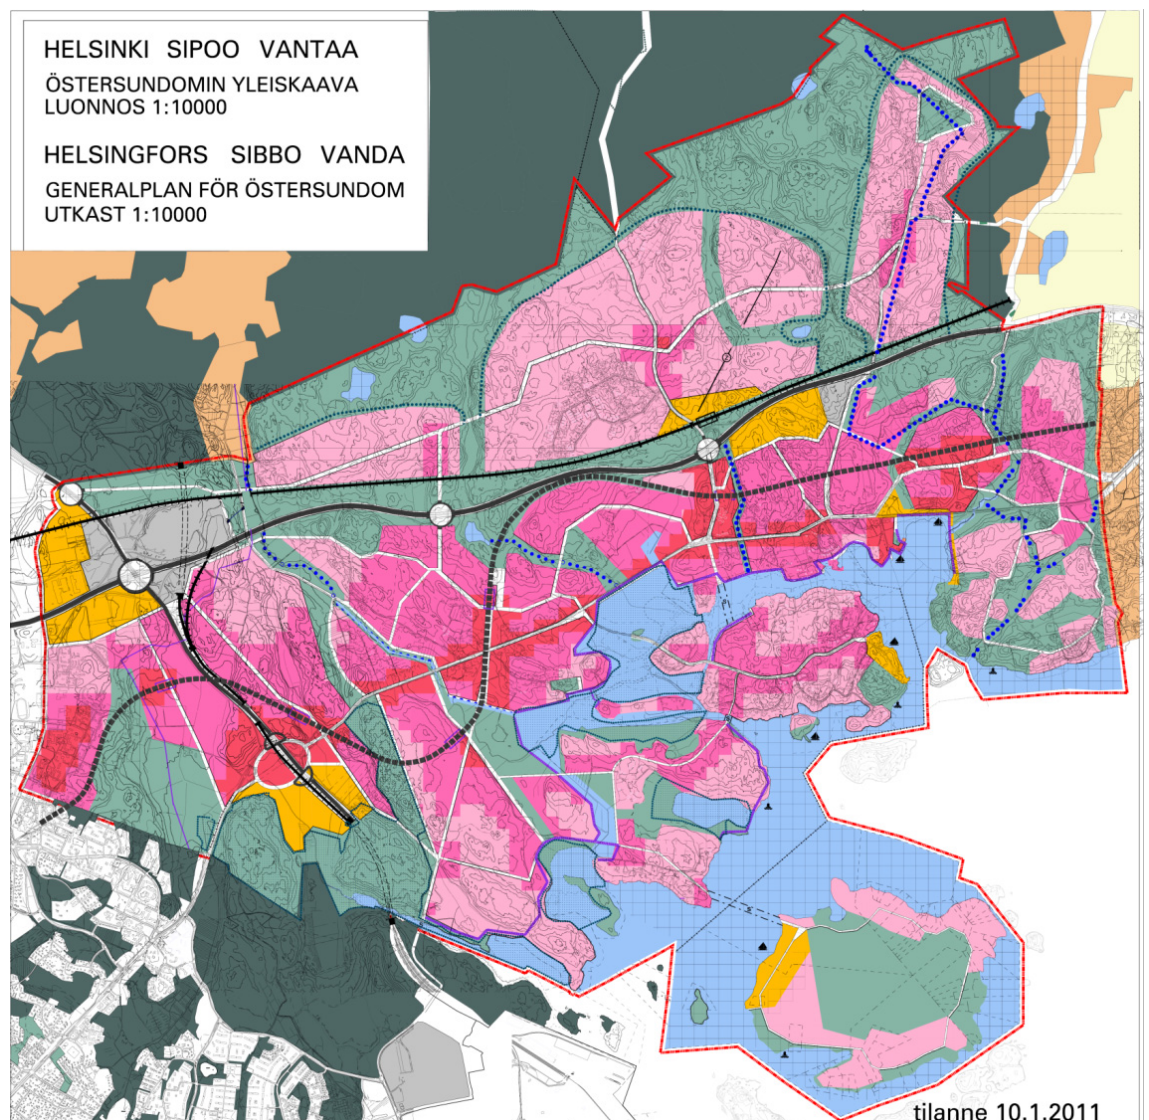 HELSINKI SIPOO VANTAA
ÖSTERSUNDOMIN YLEISKAAVA
LUONNOS 1:10000
HELSINGFORS SIBBO VANDA
GENERALPLAN FÖR ÖSTERSUNDOM
UTKAST 1:10000
tilanne 10.1.2011